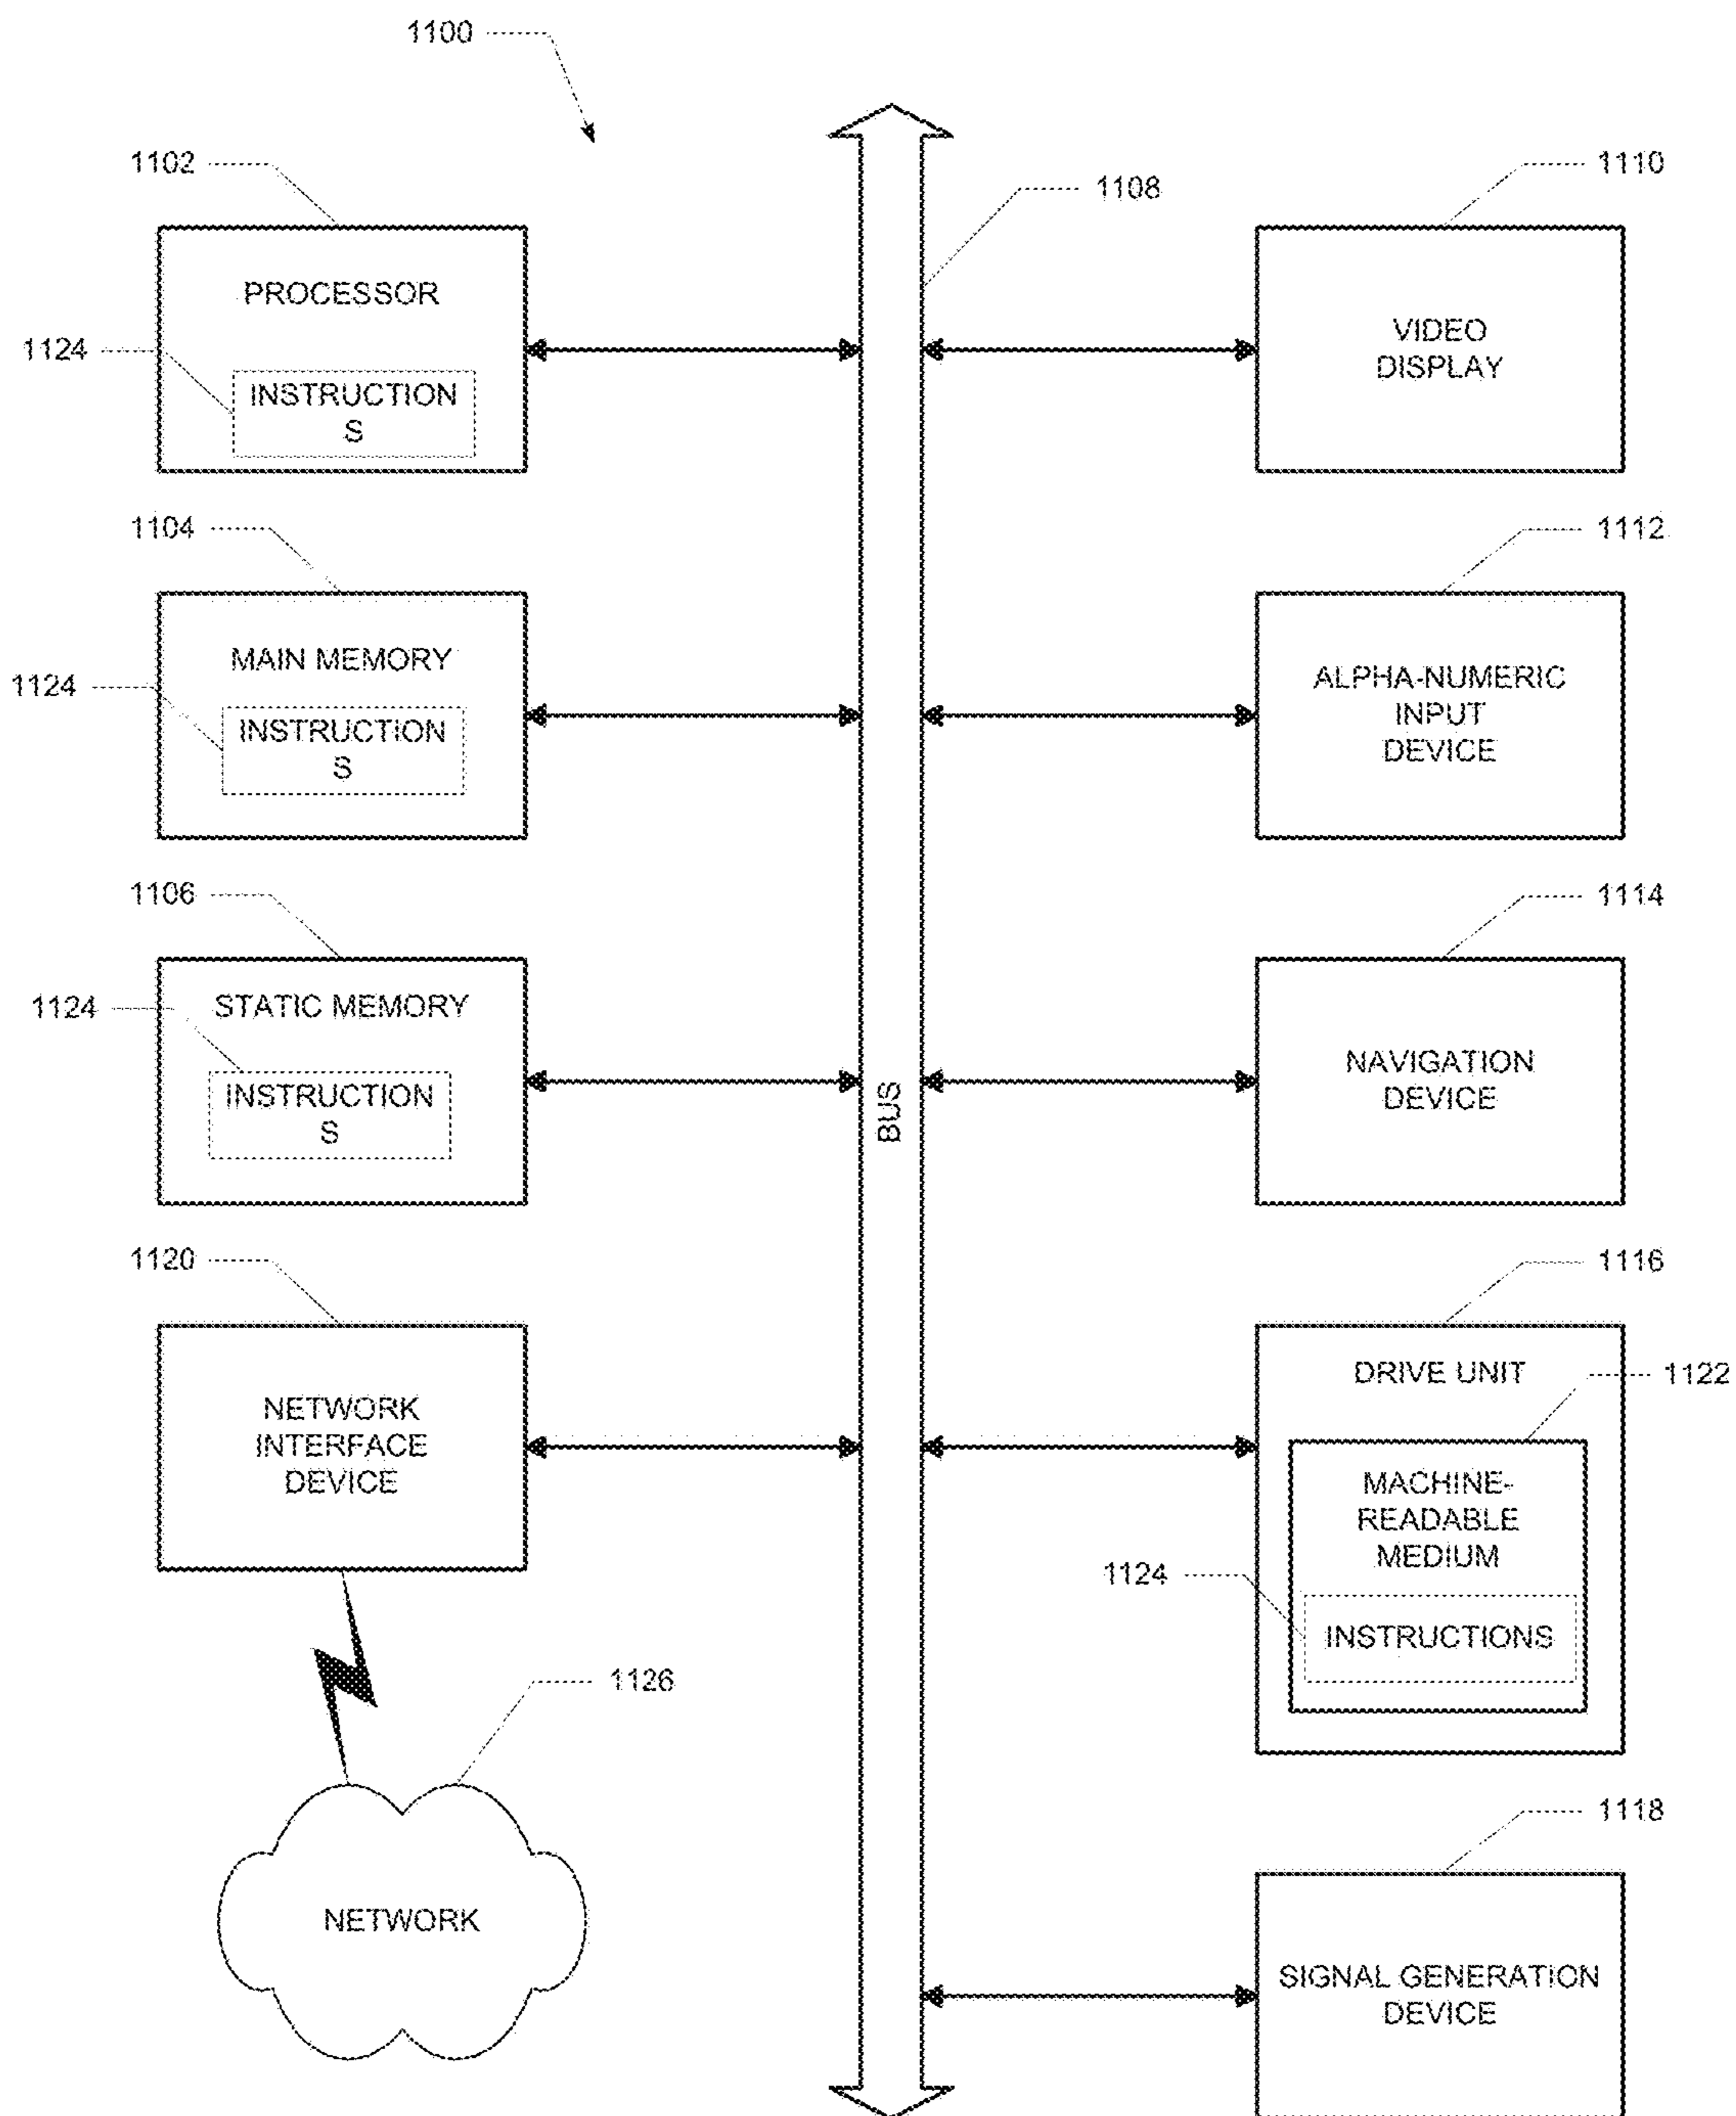 1100
1102
PROCESSOR
1124
INSTRUCTION
S
1104
MAIN MEMORY
1124
INSTRUCTION
S
1106
STATIC MEMORY
1124
INSTRUCTION
S
1120
NETWORK
INTERFACE
DEVICE
1126
NETWORK
1108
BUS
1110
VIDEO
DISPLAY
1112
ALPHA-NUMERIC
INPUT
DEVICE
1114
NAVIGATION
DEVICE
1116
DRIVE UNIT
1122
MACHINE-
READABLE
MEDIUM
1124
INSTRUCTIONS
1118
SIGNAL GENERATION
DEVICE